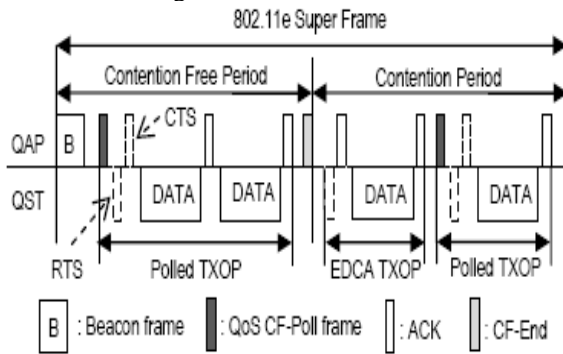 802.11e Super Frame
Contention Free Period Contention Period
CTS
QAP B
QST DATA DATA DATA DATA
RTS Polled TXOP EDCA TXOP Polled TXOP
B : Beacon frame : QoS CF-Poll frame : ACK : CF-End